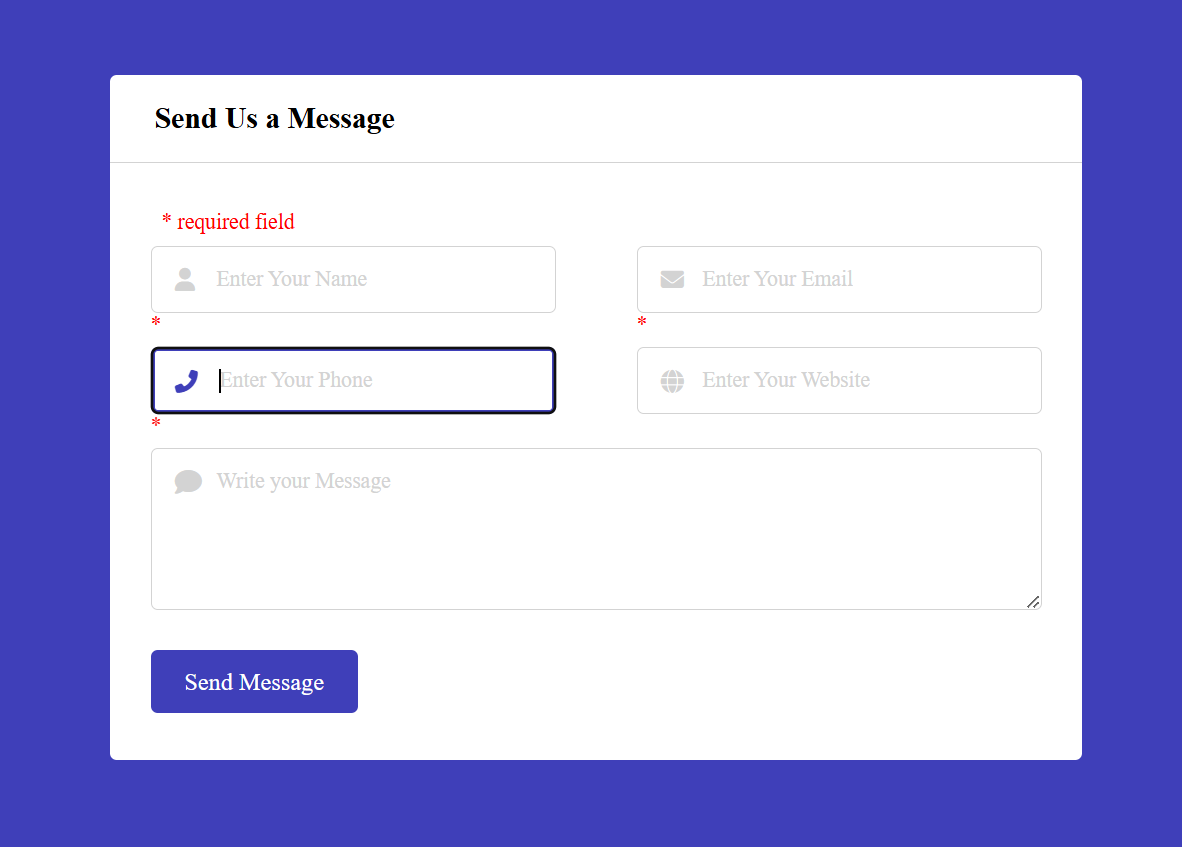 Send Us a Message
* required field
Enter Your Name
Enter Your Email
*
*
Enter Your Phone
Enter Your Website
*
Write your Message
Send Message